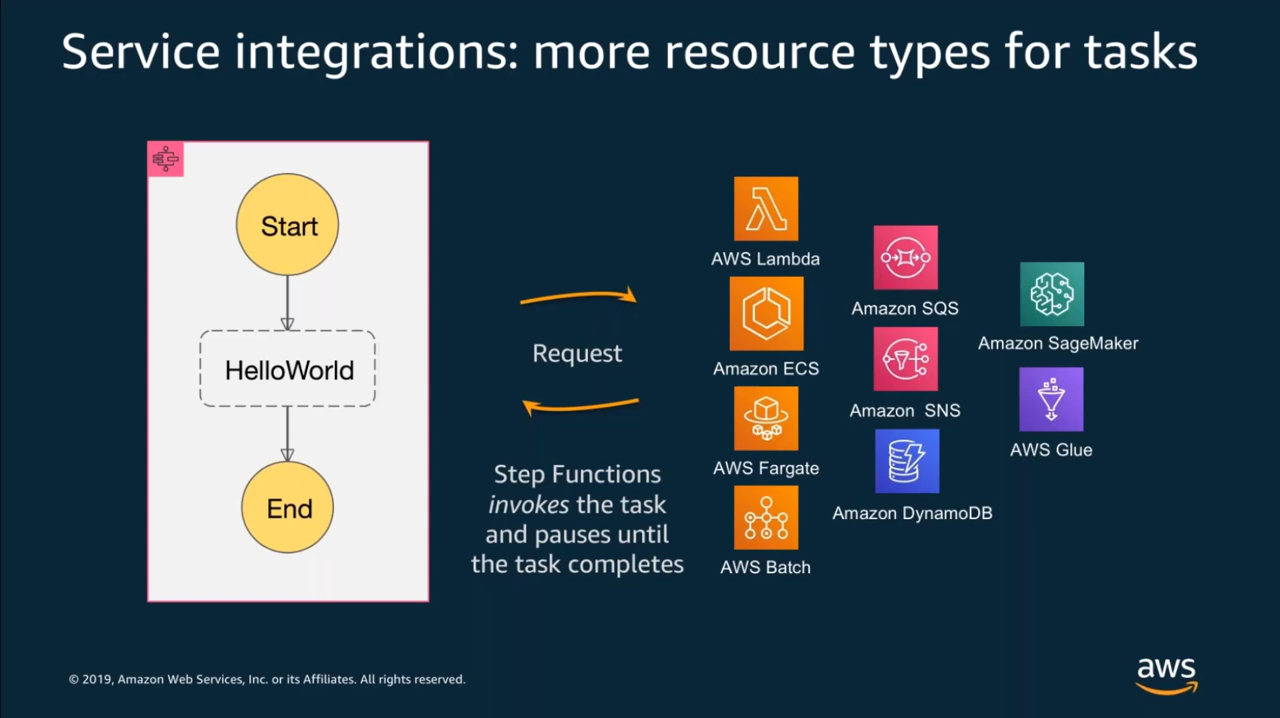 Service integrations: more resource types for tasks
Start
HelloWorld
End
Request
Step Functions
invokes the task
and pauses until
the task completes
AWS Lambda
Amazon ECS
AWS Fargate
AWS Batch
Amazon SQS
Amazon SNS
Amazon DynamoDB
Amazon SageMaker
AWS Glue
© 2019, Amazon Web Services, Inc. or its Affiliates. All rights reserved.
aws